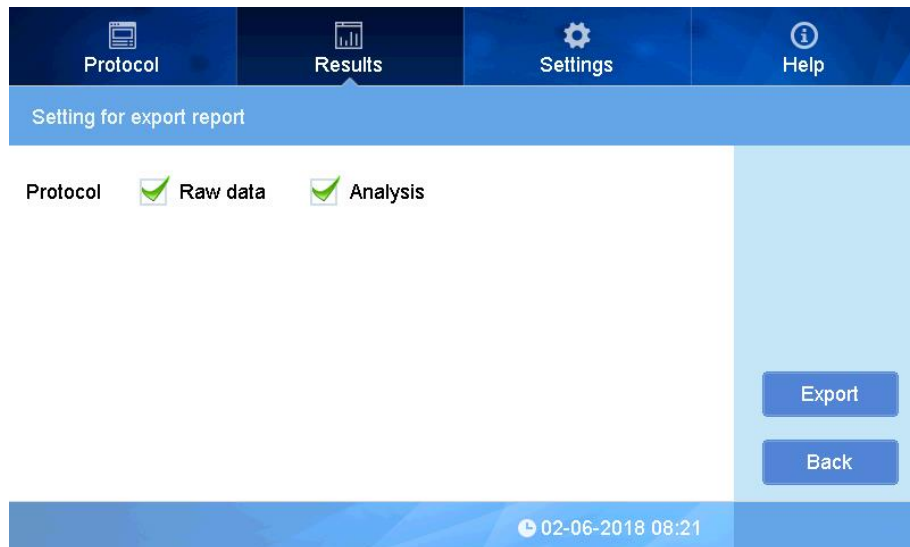 Protocol Results Settings Help
Setting for export report
Protocol Raw data Analysis
Export
Back
02-06-2018 08:21